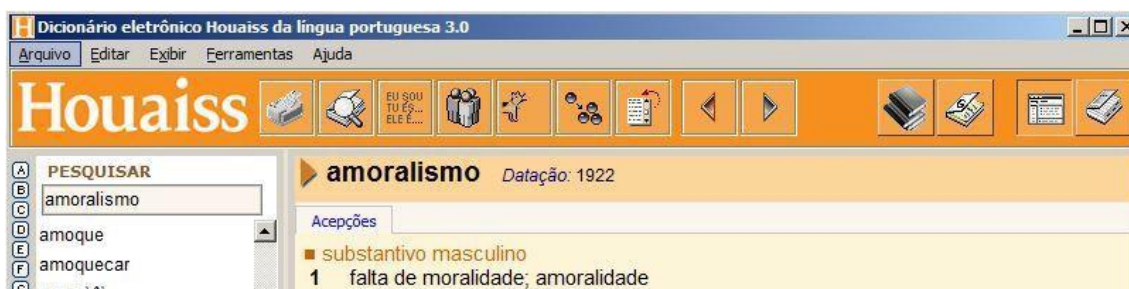 Dicionário eletrônico Houaiss da língua portuguesa 3.0
Arquivo Editar Exibir Ferramentas Ajuda
Houaiss
EU SOU
TU ÉS...
ELE É....
A
B
C
D
E
F
G
PESQUISAR
amoralismo
amoque
amoquecar
amoralismo Datação: 1922
Acepções
substantivo masculino
1 falta de moralidade; amoralidade